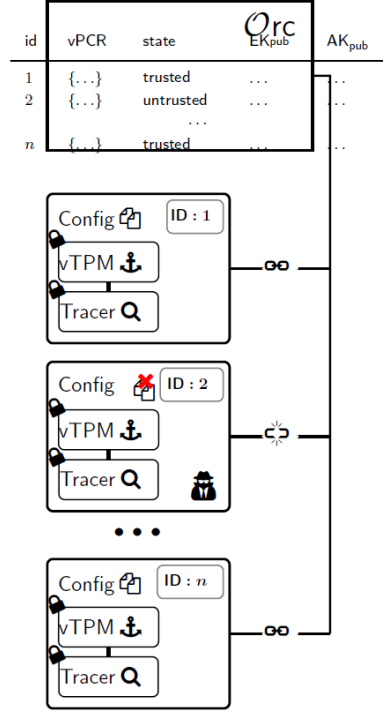 Orc
id vPCR state EKpub AKpub
1 {...} trusted ... ...
2 {...} untrusted ... ...
...
n {...} trusted ... ...
Config ID : 1
vTPM
Tracer
Config ID : 2
vTPM
Tracer
Config ID : n
vTPM
Tracer